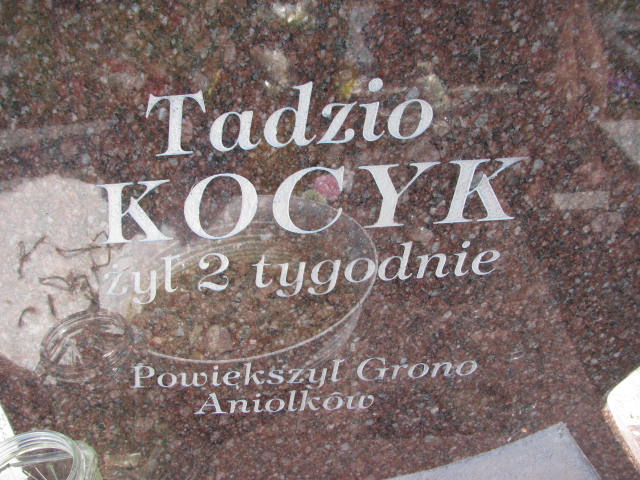 Tadzio
KOCYK
żył 2 tygodnie
Powiększył Grono
Aniołków